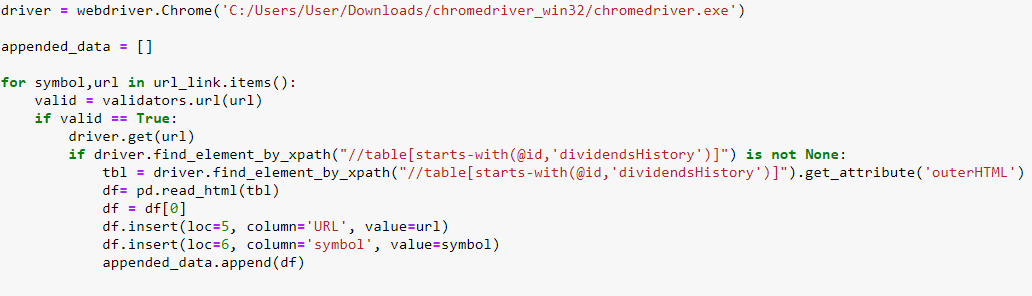 driver = webdriver.Chrome('C:/Users/User/Downloads/chromedriver_win32/chromedriver.exe')
appended_data = []
for symbol,url in url_link.items():
    valid = validators.url(url)
    if valid == True:
        driver.get(url)
        if driver.find_element_by_xpath("//table[starts-with(@id,'dividendsHistory')]") is not None:
            tbl = driver.find_element_by_xpath("//table[starts-with(@id,'dividendsHistory')]").get_attribute('outerHTML')
            df= pd.read_html(tbl)
            df = df[0]
            df.insert(loc=5, column='URL', value=url)
            df.insert(loc=6, column='symbol', value=symbol)
            appended_data.append(df)